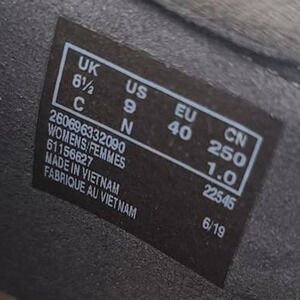 UK US EU CN
6½ 9 40 250
C N 1.0
260696332090 22545
WOMENS/FEMMES
61156627
MADE IN VIETNAM
FABRIQUE AU VIETNAM 6/19